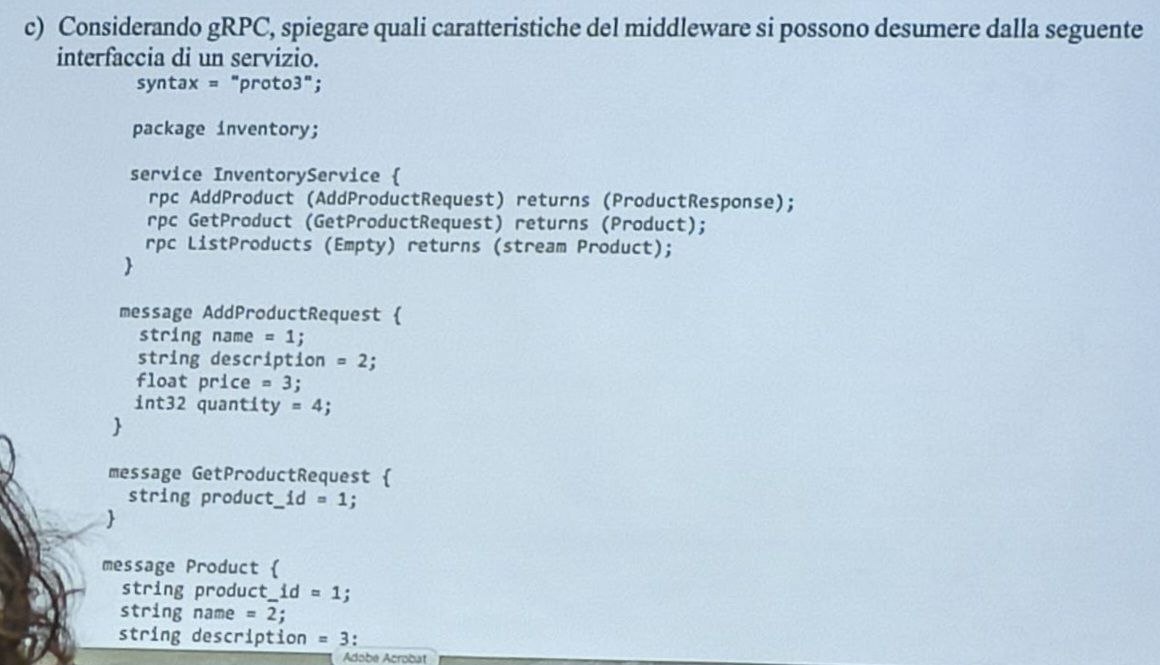 c) Considerando gRPC, spiegare quali caratteristiche del middleware si possono desumere dalla seguente
interfaccia di un servizio.
syntax = "proto3";
package inventory;
service InventoryService {
rpc AddProduct (AddProductRequest) returns (ProductResponse);
rpc GetProduct (GetProductRequest) returns (Product);
rpc ListProducts (Empty) returns (stream Product);
}
message AddProductRequest {
string name = 1;
string description = 2;
float price = 3;
int32 quantity = 4;
}
message GetProductRequest {
string product_id = 1;
}
message Product {
string product_id = 1;
string name = 2;
string description = 3:
Adobe Acrobat